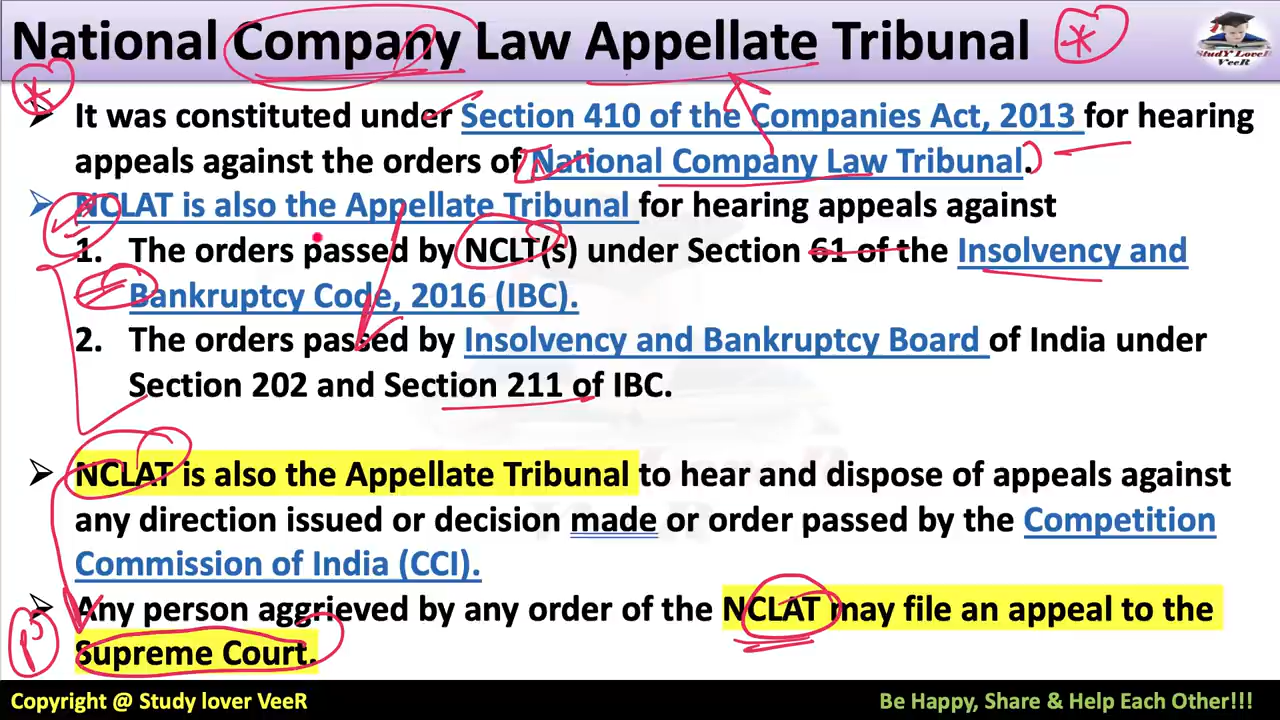 National Company Law Appellate Tribunal
StudY LoveR
VeeR
➢ It was constituted under Section 410 of the Companies Act, 2013 for hearing
appeals against the orders of National Company Law Tribunal.
➢ NCLAT is also the Appellate Tribunal for hearing appeals against
1. The orders passed by NCLT(s) under Section 61 of the Insolvency and
Bankruptcy Code, 2016 (IBC).
2. The orders passed by Insolvency and Bankruptcy Board of India under
Section 202 and Section 211 of IBC.
➢ NCLAT is also the Appellate Tribunal to hear and dispose of appeals against
any direction issued or decision made or order passed by the Competition
Commission of India (CCI).
➢ Any person aggrieved by any order of the NCLAT may file an appeal to the
Supreme Court.
Copyright @ Study lover VeeR
Be Happy, Share & Help Each Other!!!